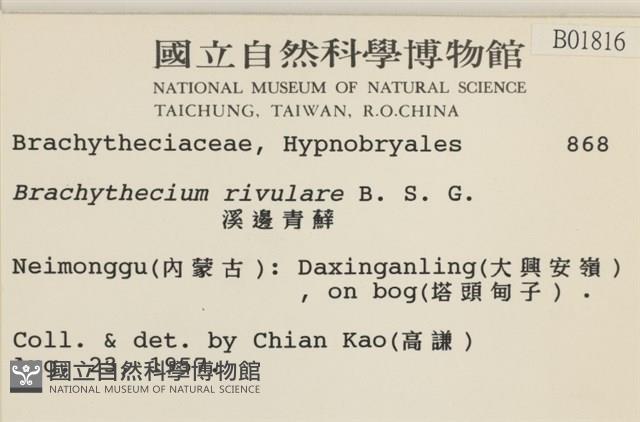 B01816
國立自然科學博物館
NATIONAL MUSEUM OF NATURAL SCIENCE
TAICHUNG, TAIWAN, R.O.CHINA
Brachytheciaceae, Hypnobryales 868
Brachythecium rivulare B. S. G.
溪邊青蘚
Neimonggu(內蒙古): Daxinganling(大興安嶺)
, on bog(塔頭甸子) .
Coll. & det. by Chian Kao(高謙)
23, 1957.
國立自然科學博物館
NATIONAL MUSEUM OF NATURAL SCIENCE